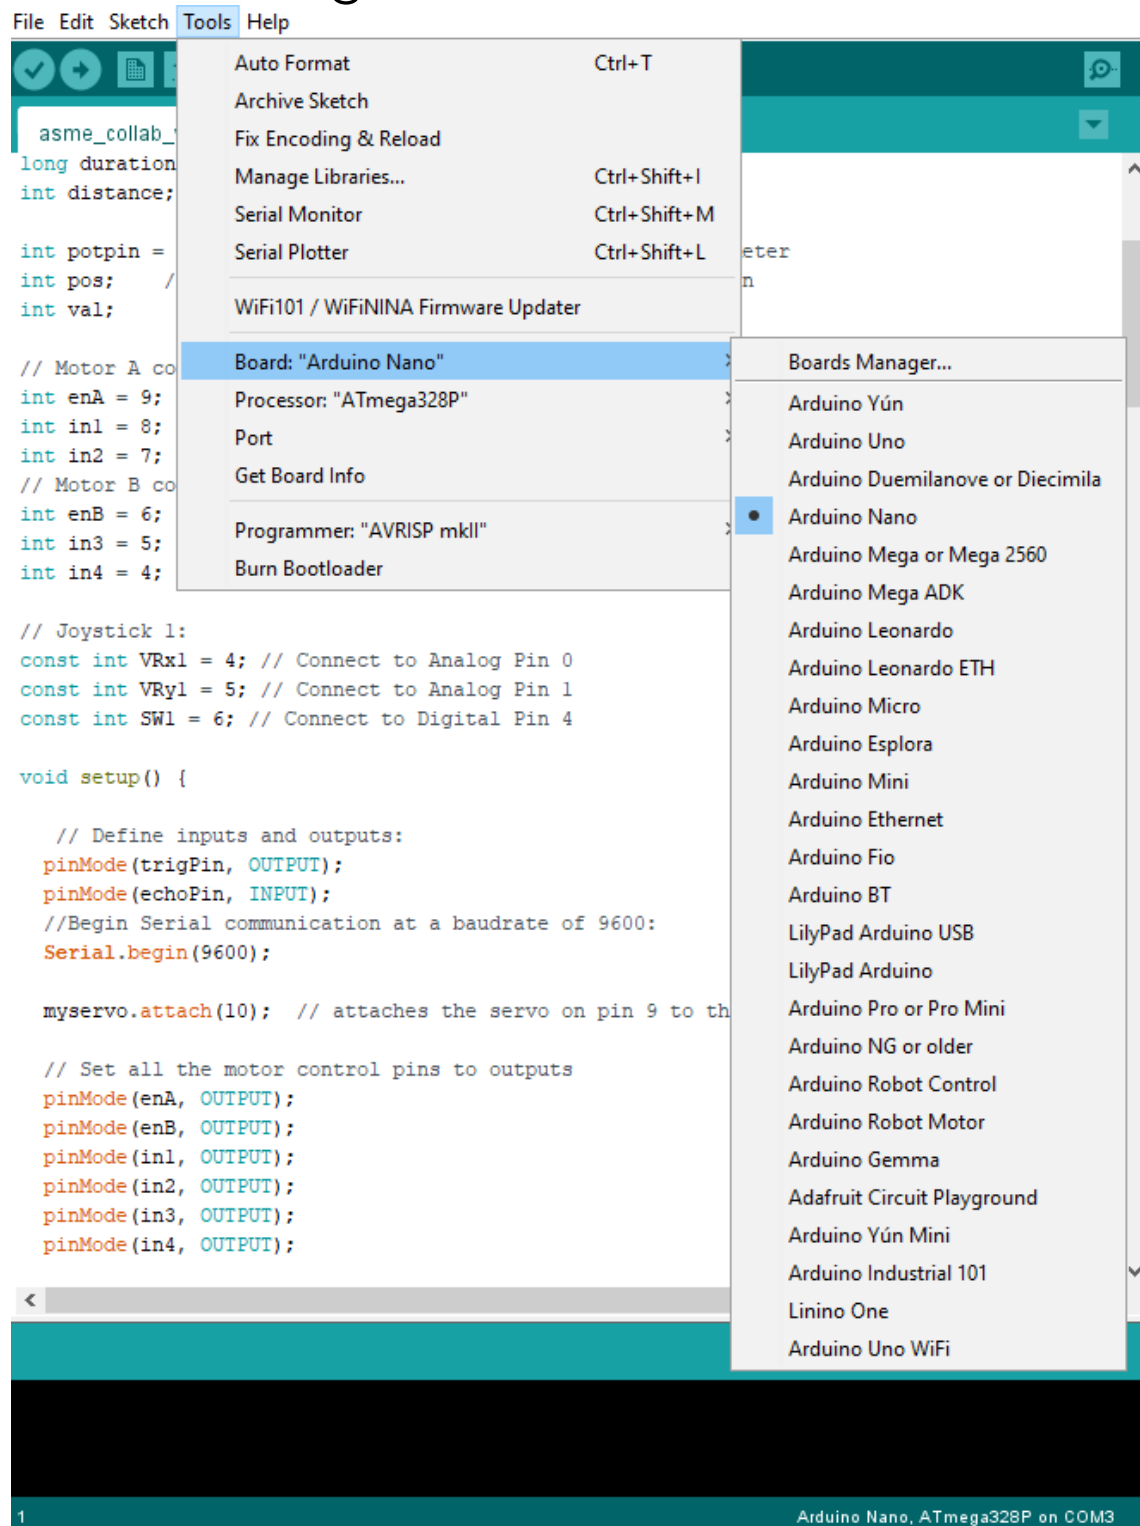 File Edit Sketch Tools Help
Auto Format Ctrl+T
Archive Sketch
Fix Encoding & Reload
Manage Libraries... Ctrl+Shift+I
Serial Monitor Ctrl+Shift+M
Serial Plotter Ctrl+Shift+L
WiFi101 / WiFiNINA Firmware Updater
Board: "Arduino Nano"
Processor: "ATmega328P"
Port
Get Board Info
Programmer: "AVRISP mkII"
Burn Bootloader
Boards Manager...
Arduino Yún
Arduino Uno
Arduino Duemilanove or Diecimila
Arduino Nano
Arduino Mega or Mega 2560
Arduino Mega ADK
Arduino Leonardo
Arduino Leonardo ETH
Arduino Micro
Arduino Esplora
Arduino Mini
Arduino Ethernet
Arduino Fio
Arduino BT
LilyPad Arduino USB
LilyPad Arduino
Arduino Pro or Pro Mini
Arduino NG or older
Arduino Robot Control
Arduino Robot Motor
Arduino Gemma
Adafruit Circuit Playground
Arduino Yún Mini
Arduino Industrial 101
Linino One
Arduino Uno WiFi
asme_collab_
long duration
int distance;
int potpin = eter
int pos; / n
int val;
// Motor A co
int enA = 9;
int in1 = 8;
int in2 = 7;
// Motor B co
int enB = 6;
int in3 = 5;
int in4 = 4;
// Joystick 1:
const int VRx1 = 4; // Connect to Analog Pin 0
const int VRy1 = 5; // Connect to Analog Pin 1
const int SW1 = 6; // Connect to Digital Pin 4
void setup() {
// Define inputs and outputs:
pinMode(trigPin, OUTPUT);
pinMode(echoPin, INPUT);
//Begin Serial communication at a baudrate of 9600:
Serial.begin(9600);
myservo.attach(10); // attaches the servo on pin 9 to th
// Set all the motor control pins to outputs
pinMode(enA, OUTPUT);
pinMode(enB, OUTPUT);
pinMode(in1, OUTPUT);
pinMode(in2, OUTPUT);
pinMode(in3, OUTPUT);
pinMode(in4, OUTPUT);
1 Arduino Nano, ATmega328P on COM3